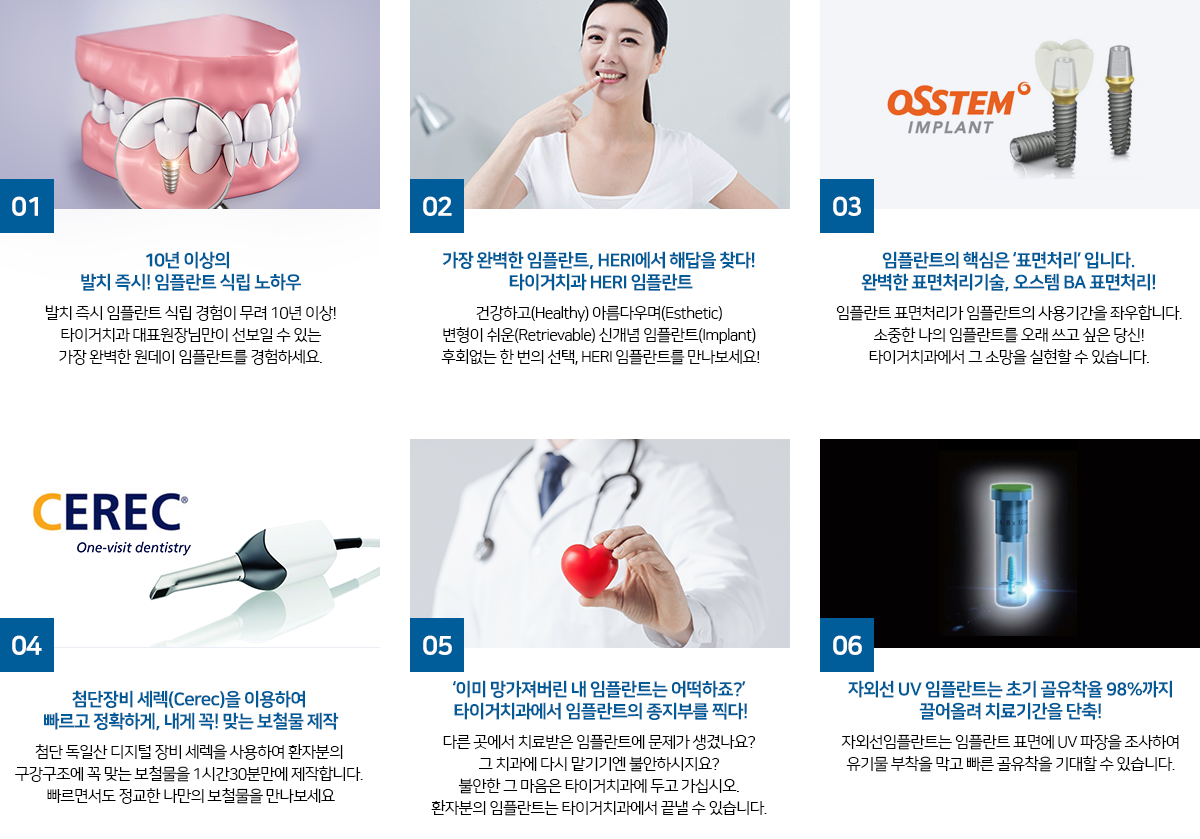 01
10년 이상의
발치 즉시! 임플란트 식립 노하우
발치 즉시 임플란트 식립 경험이 무려 10년 이상!
타이거치과 대표원장님만이 선보일 수 있는
가장 완벽한 원데이 임플란트를 경험하세요.
02
가장 완벽한 임플란트, HERI에서 해답을 찾다!
타이거치과 HERI 임플란트
건강하고(Healthy) 아름다우며(Esthetic)
변형이 쉬운(Retrievable) 신개념 임플란트(Implant)
후회없는 한 번의 선택, HERI 임플란트를 만나보세요!
OSSTEM
IMPLANT
03
임플란트의 핵심은 ‘표면처리’ 입니다.
완벽한 표면처리기술, 오스템 BA 표면처리!
임플란트 표면처리가 임플란트의 사용기간을 좌우합니다.
소중한 나의 임플란트를 오래 쓰고 싶은 당신!
타이거치과에서 그 소망을 실현할 수 있습니다.
CEREC®
One-visit dentistry
04
첨단장비 세렉(Cerec)을 이용하여
빠르고 정확하게, 내게 꼭! 맞는 보철물 제작
첨단 독일산 디지털 장비 세렉을 사용하여 환자분의
구강구조에 꼭 맞는 보철물을 1시간30분만에 제작합니다.
빠르면서도 정교한 나만의 보철물을 만나보세요
05
‘이미 망가져버린 내 임플란트는 어떡하죠?’
타이거치과에서 임플란트의 종지부를 찍다!
다른 곳에서 치료받은 임플란트에 문제가 생겼나요?
그 치과에 다시 맡기기엔 불안하시지요?
불안한 그 마음은 타이거치과에 두고 가십시오.
환자분의 임플란트는 타이거치과에서 끝낼 수 있습니다.
06
자외선 UV 임플란트는 초기 골유착율 98%까지
끌어올려 치료기간을 단축!
자외선임플란트는 임플란트 표면에 UV 파장을 조사하여
유기물 부착을 막고 빠른 골유착을 기대할 수 있습니다.